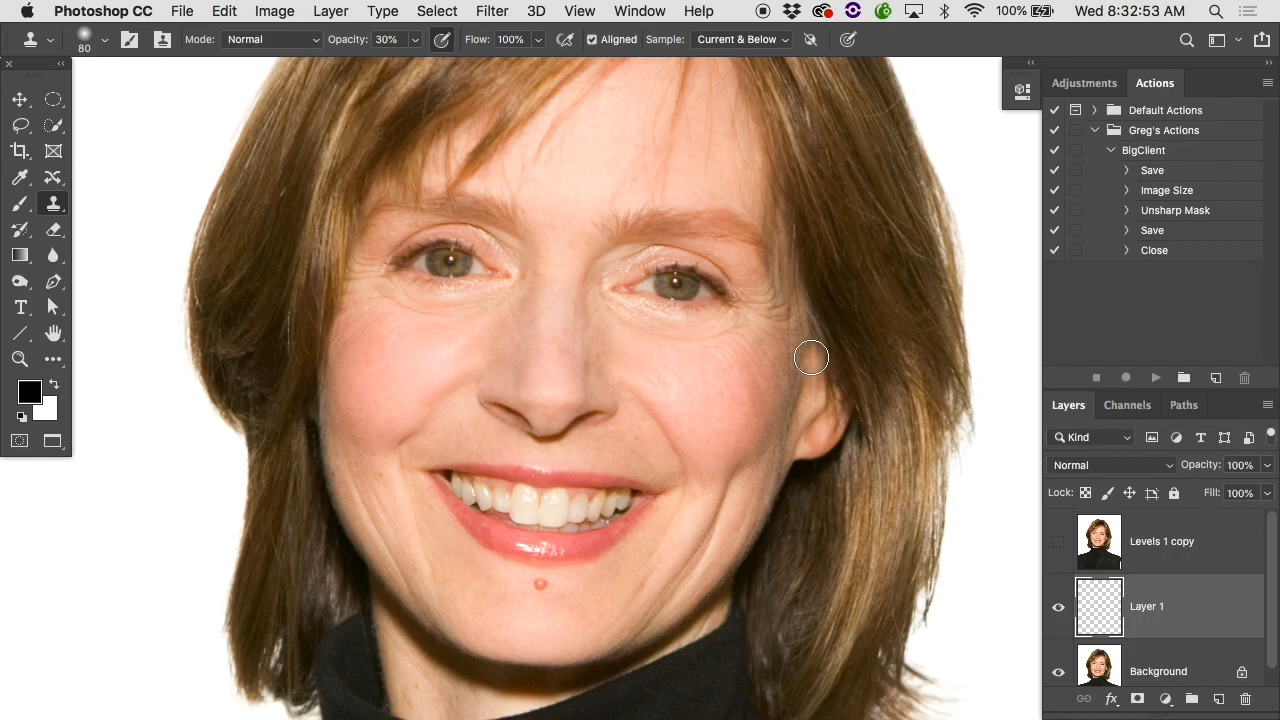 Photoshop CC File Edit Image Layer Type Select Filter 3D View Window Help 100% Wed 8:32:53 AM
80 Mode: Normal Opacity: 30% Flow: 100% Aligned Sample: Current & Below
Adjustments Actions
Default Actions
Greg's Actions
BigClient
Save
Image Size
Unsharp Mask
Save
Close
Layers Channels Paths
Kind
Normal Opacity: 100%
Lock: Fill: 100%
Levels 1 copy
Layer 1
Background